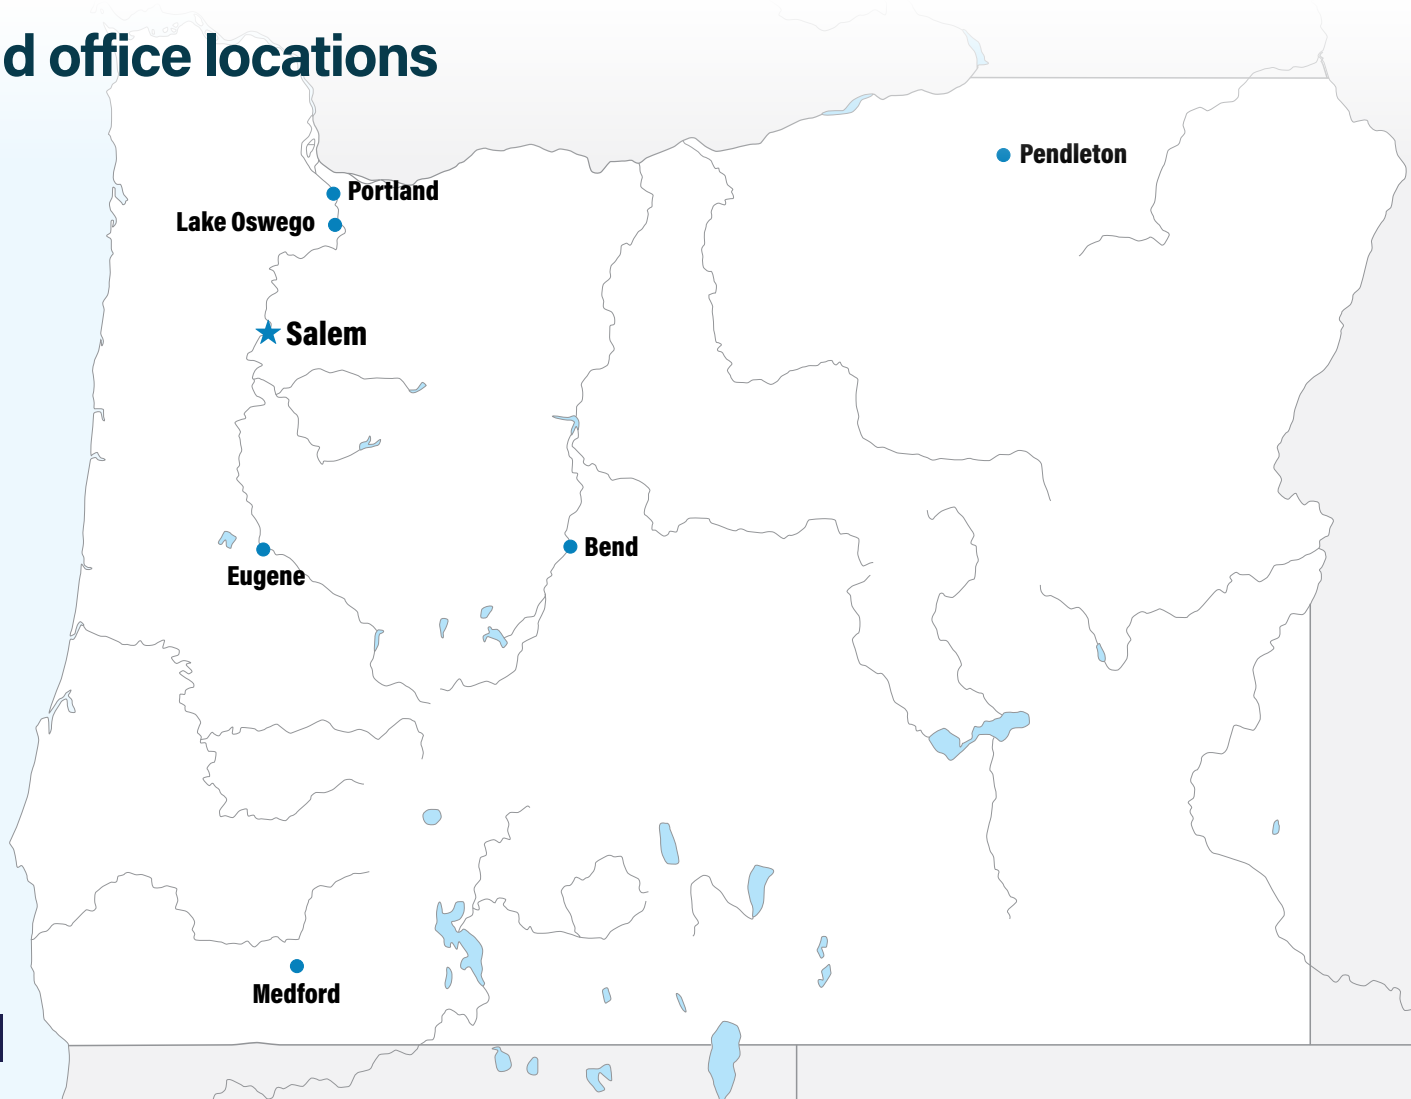 d office locations
Pendleton
Portland
Lake Oswego
Salem
Bend
Eugene
Medford